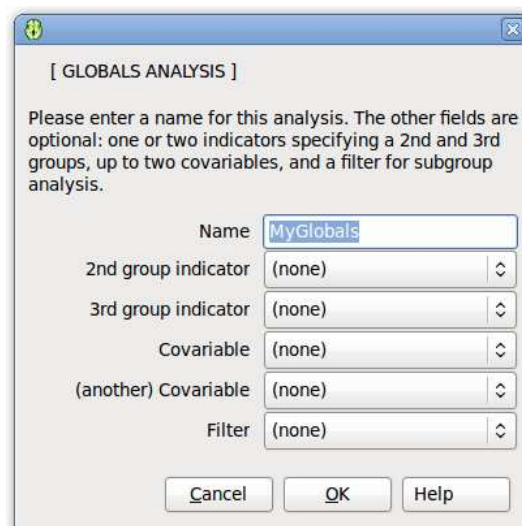 [ GLOBALS ANALYSIS ]
Please enter a name for this analysis. The other fields are
optional: one or two indicators specifying a 2nd and 3rd
groups, up to two covariables, and a filter for subgroup
analysis.
Name MyGlobals
2nd group indicator (none)
3rd group indicator (none)
Covariable (none)
(another) Covariable (none)
Filter (none)
Cancel OK Help